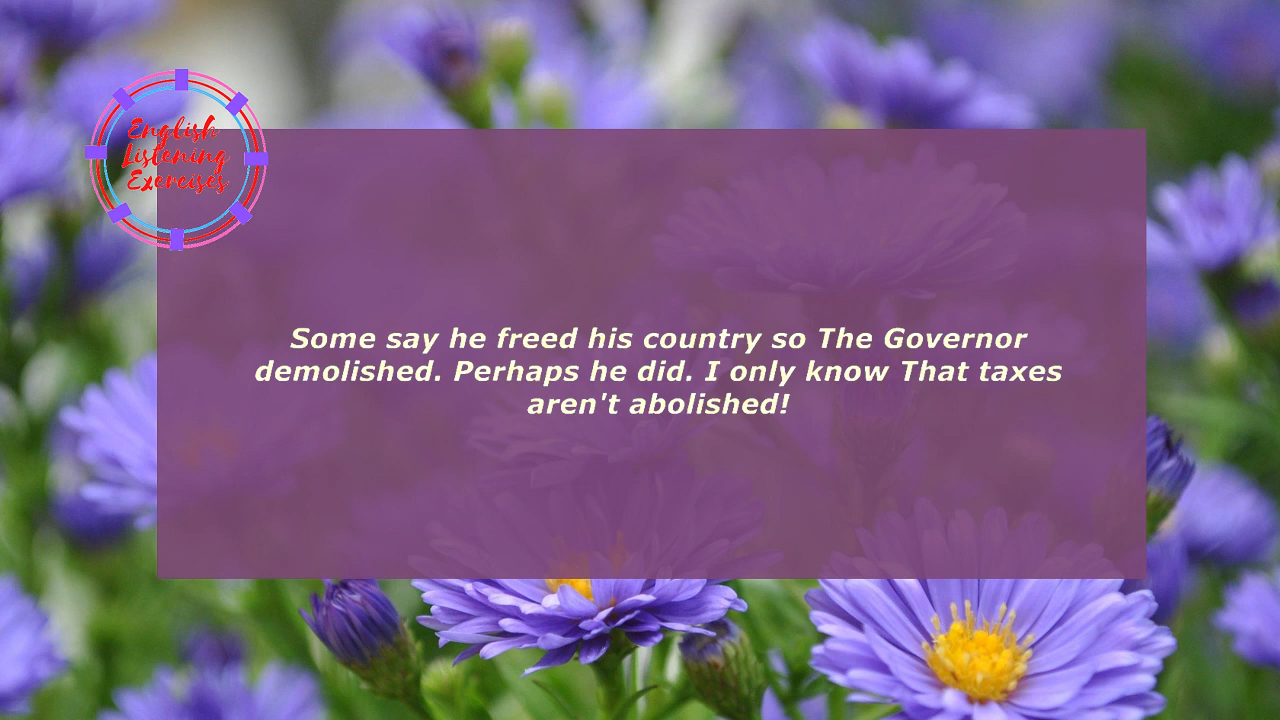 English
Listening
Exercises
Some say he freed his country so The Governor
demolished. Perhaps he did. I only know That taxes
aren't abolished!